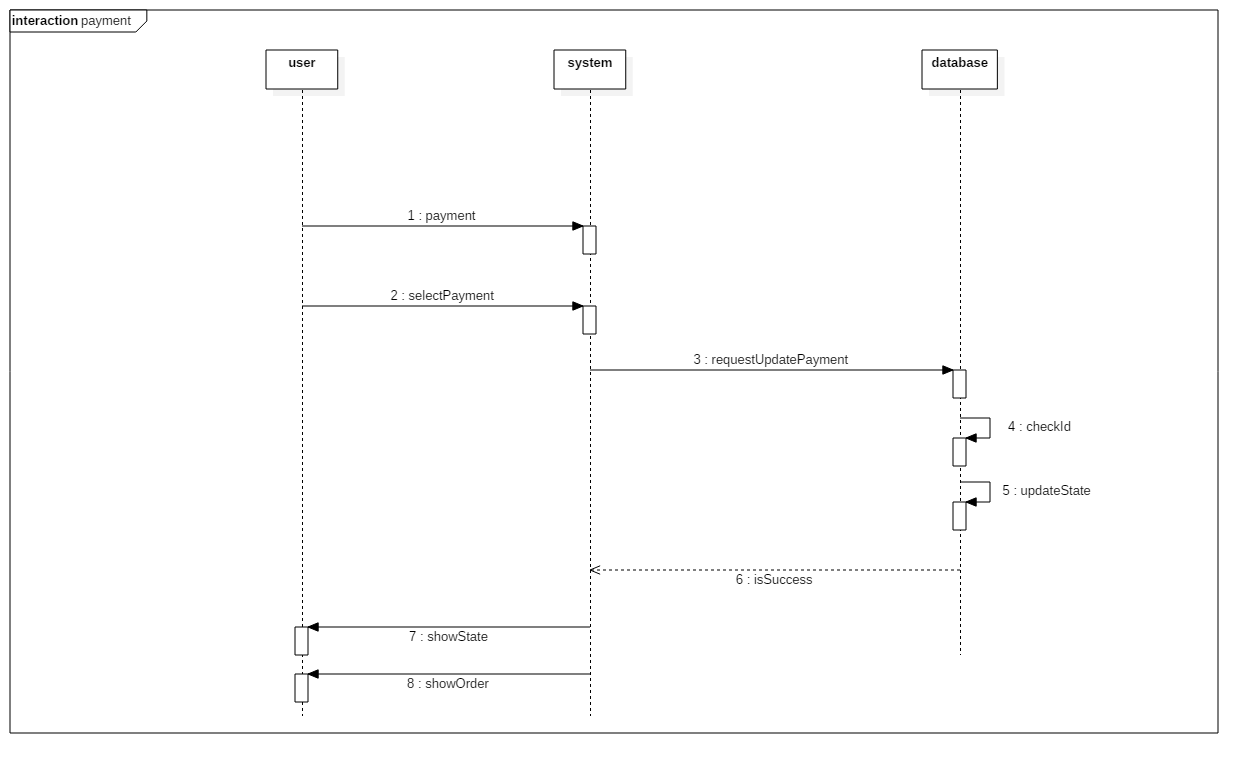 interaction payment
user
system
database
1 : payment
2 : selectPayment
3 : requestUpdatePayment
4 : checkId
5 : updateState
6 : isSuccess
7 : showState
8 : showOrder